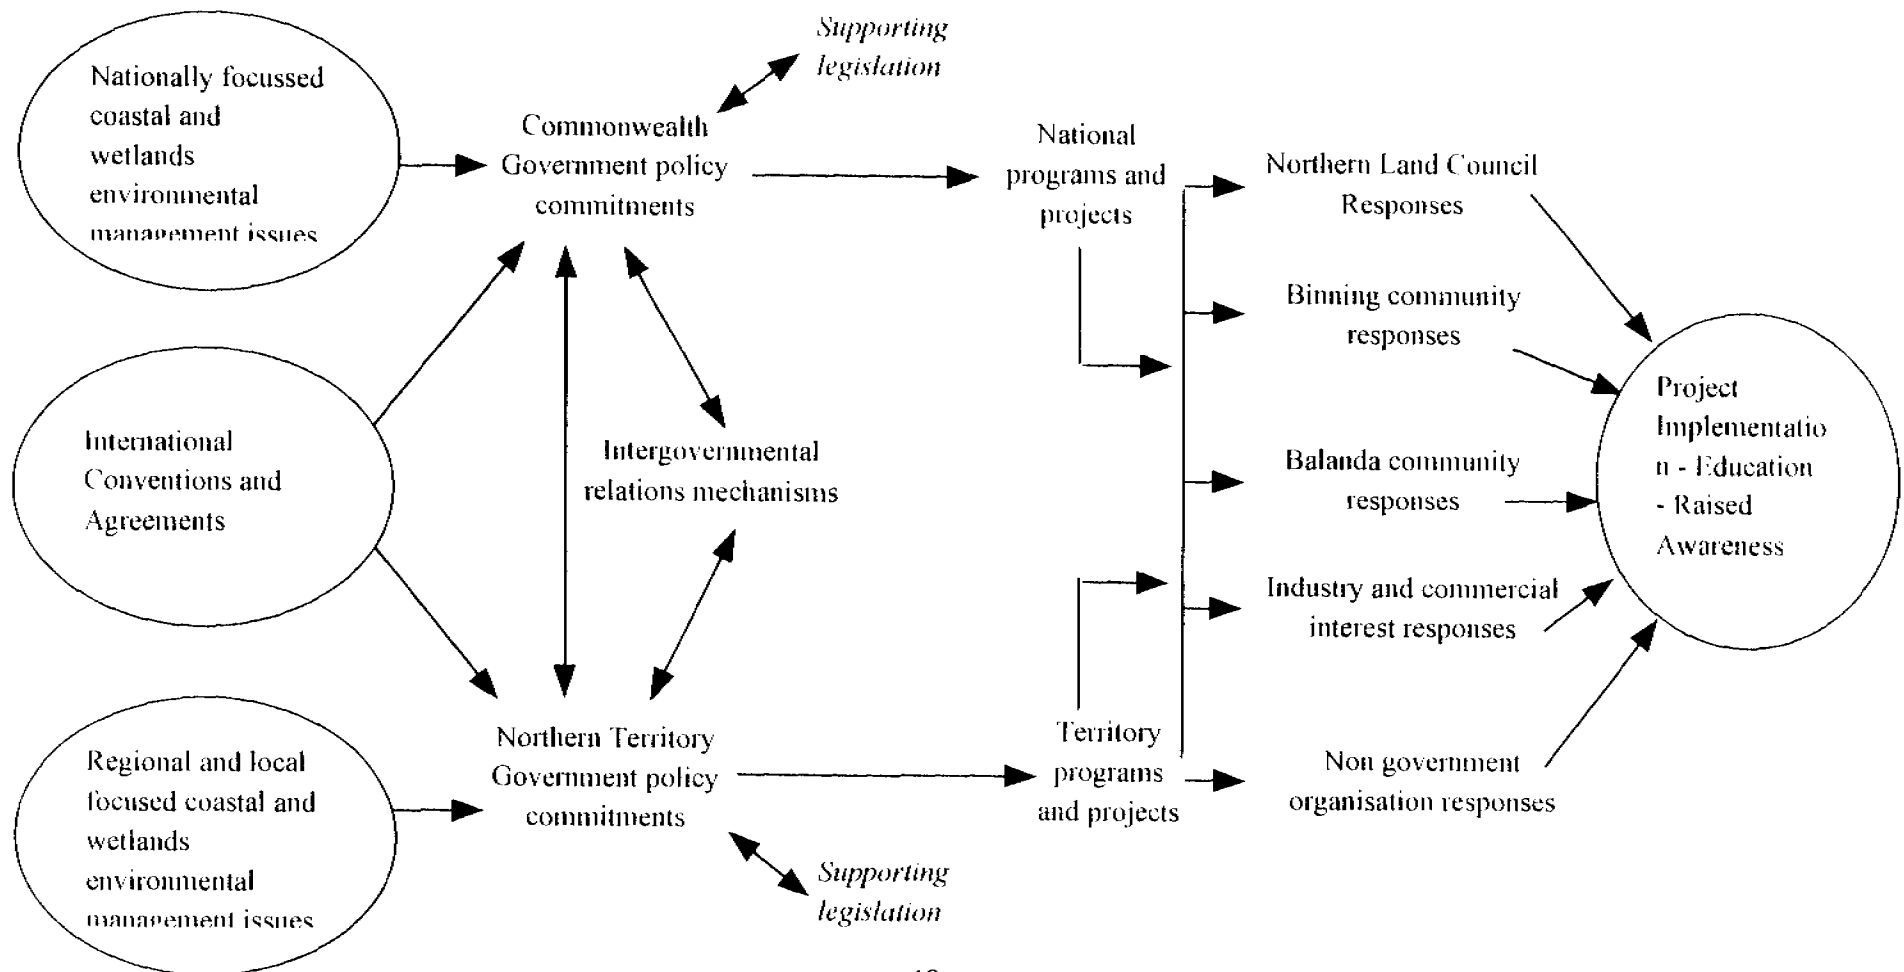 Supporting
legislation
Nationally focussed
coastal and
wetlands
environmental
management issues
Commonwealth
Government policy
commitments
National
programs and
projects
Northern Land Council
Responses
Binning community
responses
International
Conventions and
Agreements
Intergovernmental
relations mechanisms
Balanda community
responses
Project
Implementatio
n - Education
- Raised
Awareness
Industry and commercial
interest responses
Regional and local
focused coastal and
wetlands
environmental
management issues
Northern Territory
Government policy
commitments
Territory
programs
and projects
Non government
organisation responses
Supporting
legislation